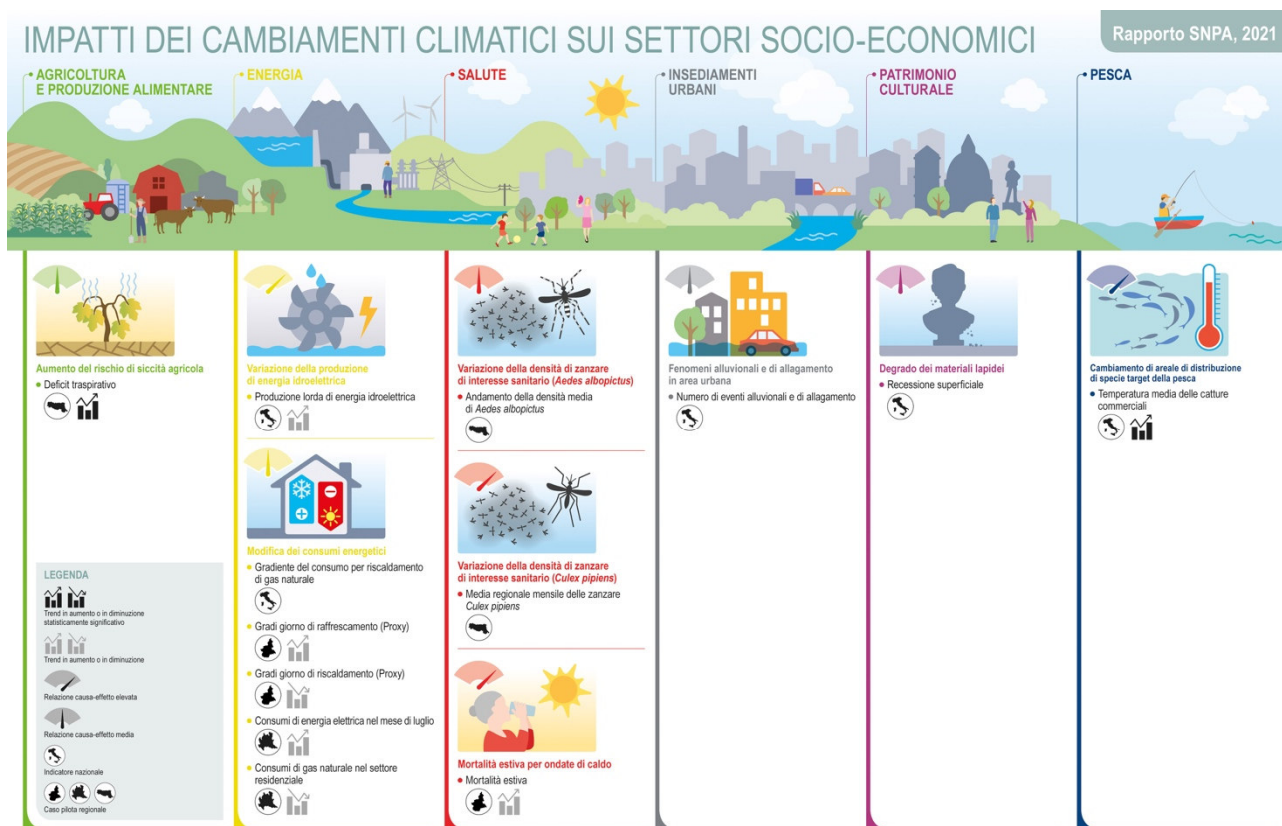 IMPATTI DEI CAMBIAMENTI CLIMATICI SUI SETTORI SOCIO-ECONOMICI
Rapporto SNPA, 2021
AGRICOLTURA
E PRODUZIONE ALIMENTARE
ENERGIA
SALUTE
INSEDIAMENTI
URBANI
PATRIMONIO
CULTURALE
PESCA
Aumento del rischio di siccità agricola
• Deficit traspirativo
LEGENDA
Trend in aumento o in diminuzione
statisticamente significativo
Trend in aumento o in diminuzione
Relazione causa-effetto elevata
Relazione causa-effetto media
Indicatore nazionale
Caso pilota regionale
Variazione della produzione
di energia idroelettrica
• Produzione lorda di energia idroelettrica
Modifica dei consumi energetici
• Gradiente del consumo per riscaldamento
di gas naturale
• Gradi giorno di raffrescamento (Proxy)
• Gradi giorno di riscaldamento (Proxy)
• Consumi di energia elettrica nel mese di luglio
• Consumi di gas naturale nel settore
residenziale
Variazione della densità di zanzare
di interesse sanitario (Aedes albopictus)
• Andamento della densità media
di Aedes albopictus
Variazione della densità di zanzare
di interesse sanitario (Culex pipiens)
• Media regionale mensile delle zanzare
Culex pipiens
Mortalità estiva per ondate di caldo
• Mortalità estiva
Fenomeni alluvionali e di allagamento
in area urbana
• Numero di eventi alluvionali e di allagamento
Degrado dei materiali lapidei
• Recessione superficiale
Cambiamento di areale di distribuzione
di specie target della pesca
• Temperatura media delle catture
commerciali